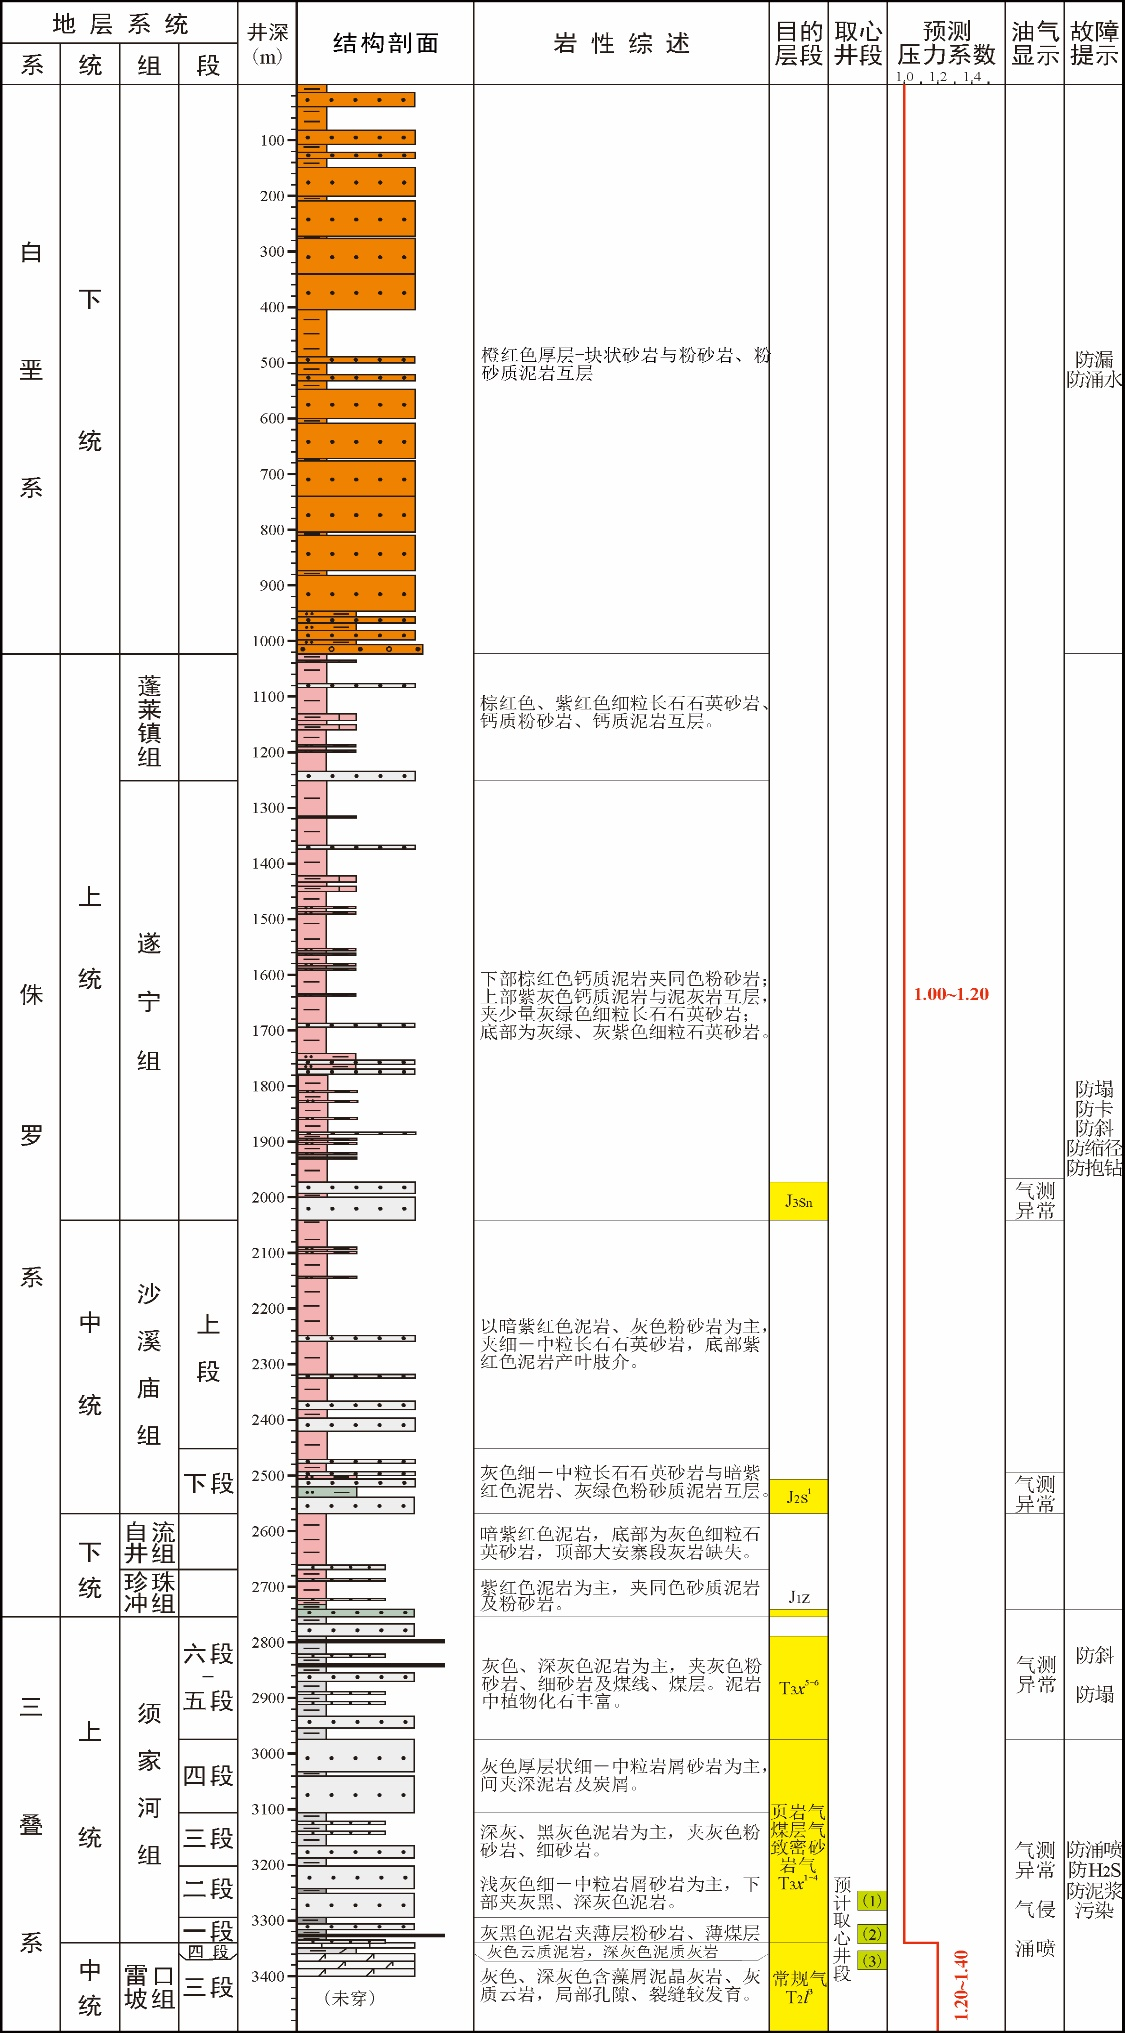 地层系统
系
统
组
段
井深
(m)
结构剖面
岩性综述
目的
层段
取心
井段
预测
压力系数
1.0 1.2 1.4
油气
显示
故障
提示
100
200
300
400
500
600
700
800
900
1000
1100
1200
1300
1400
1500
1600
1700
1800
1900
2000
2100
2200
2300
2400
2500
2600
2700
2800
2900
3000
3100
3200
3300
3400
(未穿)
白垩系
下统
橙红色厚层-块状砂岩与粉砂岩、粉
砂质泥岩互层
防漏
防涌水
侏罗系
上统
蓬莱镇组
棕红色、紫红色细粒长石石英砂岩、
钙质粉砂岩、钙质泥岩互层。
遂宁组
下部棕红色钙质泥岩夹同色粉砂岩;
上部紫灰色钙质泥岩与泥灰岩互层,
夹少量灰绿色细粒长石石英砂岩;
底部为灰绿、灰紫色细粒石英砂岩。
1.00~1.20
防塌
防卡
防斜
防缩径
防抱钻
J3sn
气测
异常
中统
沙溪庙组
上段
以暗紫红色泥岩、灰色粉砂岩为主,
夹细-中粒长石石英砂岩,底部紫
红色泥岩产叶肢介。
下段
灰色细-中粒长石石英砂岩与暗紫
红色泥岩、灰绿色粉砂质泥岩互层。
J2s¹
气测
异常
下统
自流
井组
暗紫红色泥岩,底部为灰色细粒石
英砂岩,顶部大安寨段灰岩缺失。
珍珠
冲组
紫红色泥岩为主,夹同色砂质泥岩
及粉砂岩。
J1Z
三叠系
上统
须家河组
六段
-
五段
灰色、深灰色泥岩为主,夹灰色粉
砂岩、细砂岩及煤线、煤层。泥岩
中植物化石丰富。
T3x⁵⁻⁶
气测
异常
防斜
防塌
四段
灰色厚层状细-中粒岩屑砂岩为主,
间夹深泥岩及炭屑。
三段
深灰、黑灰色泥岩为主,夹灰色粉
砂岩、细砂岩。
页岩气
煤层气
致密砂
岩气
T3x¹⁻⁴
二段
浅灰色细-中粒岩屑砂岩为主,下
部夹灰黑、深灰色泥岩。
一段
灰黑色泥岩夹薄层粉砂岩、薄煤层
预计取心井段
(1)
(2)
(3)
气测
异常
气侵
涌喷
防涌喷
防H2S
防泥浆
污染
中统
雷口
坡组
四段
灰色云质泥岩,深灰色泥质灰岩
三段
灰色、深灰色含藻屑泥晶灰岩、灰
质云岩,局部孔隙、裂缝较发育。
常规气
T2l³
1.20~1.40